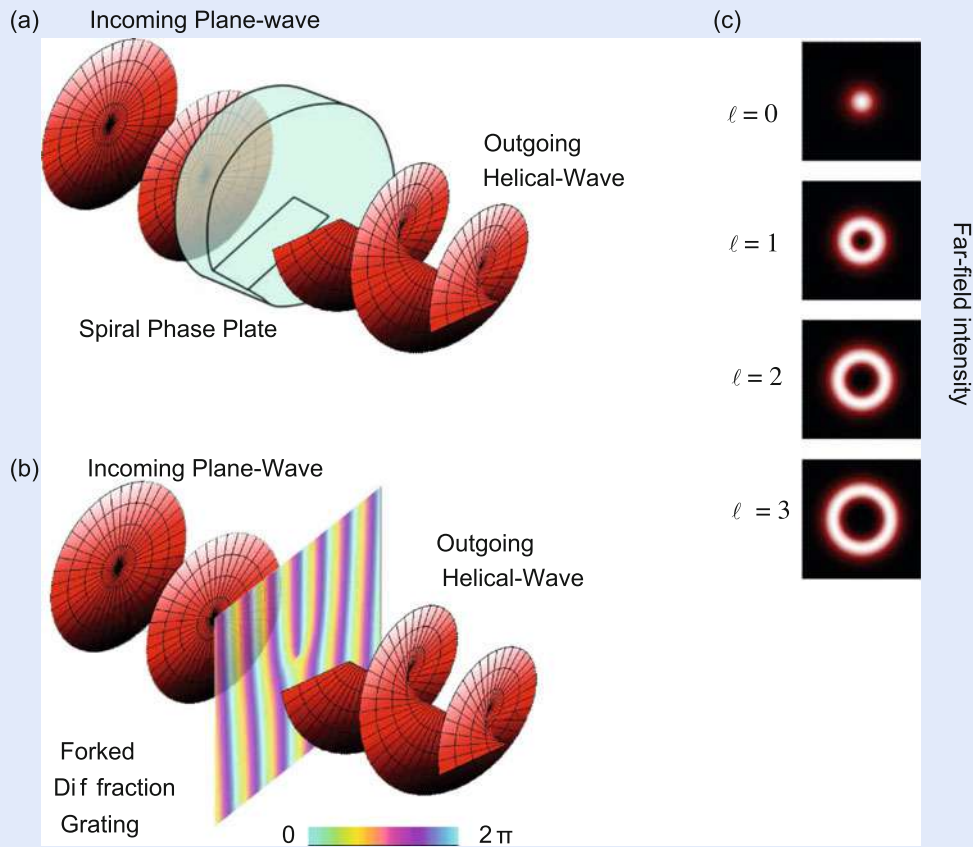 (a)
Incoming Plane-wave
Outgoing
Helical-Wave
Spiral Phase Plate
(b)
Incoming Plane-Wave
Outgoing
Helical-Wave
Forked
Dif fraction
Grating
0
2π
(c)
ℓ = 0
ℓ = 1
ℓ = 2
ℓ = 3
Far-field intensity